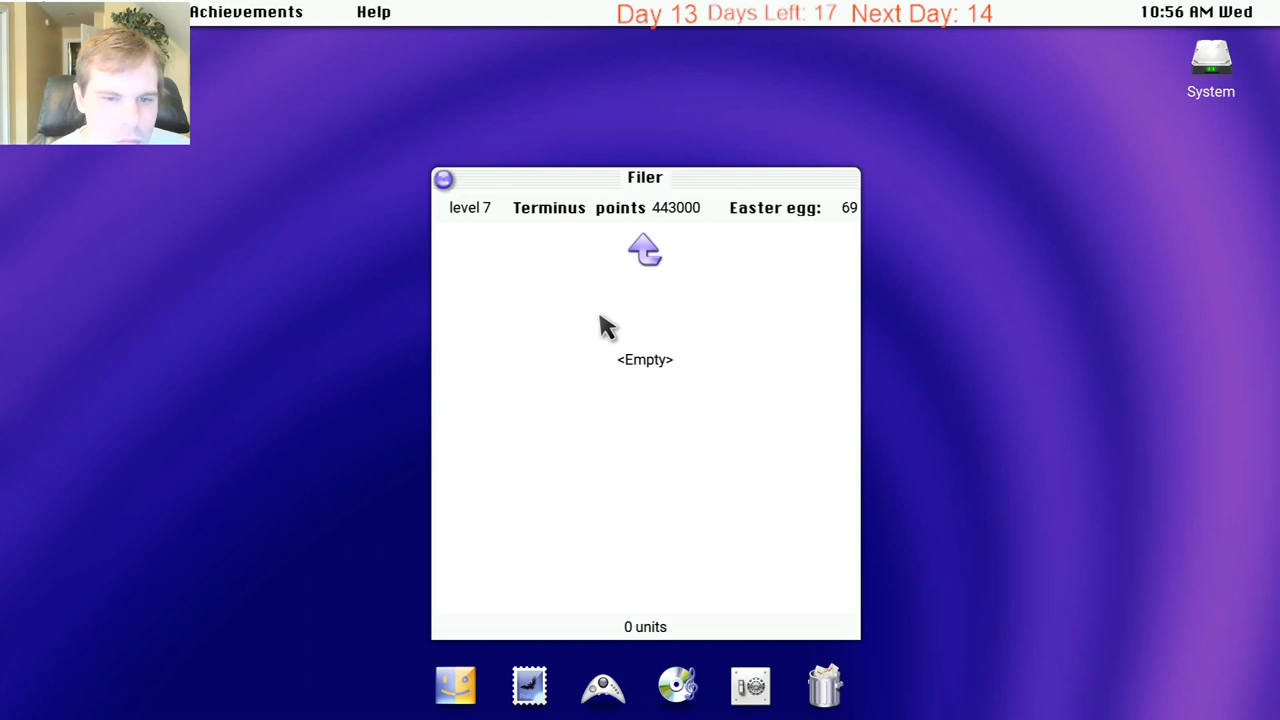 Achievements Help Day 13 Days Left: 17 Next Day: 14 10:56 AM Wed
System
Filer
level 7 Terminus points 443000 Easter egg: 69
<Empty>
0 units